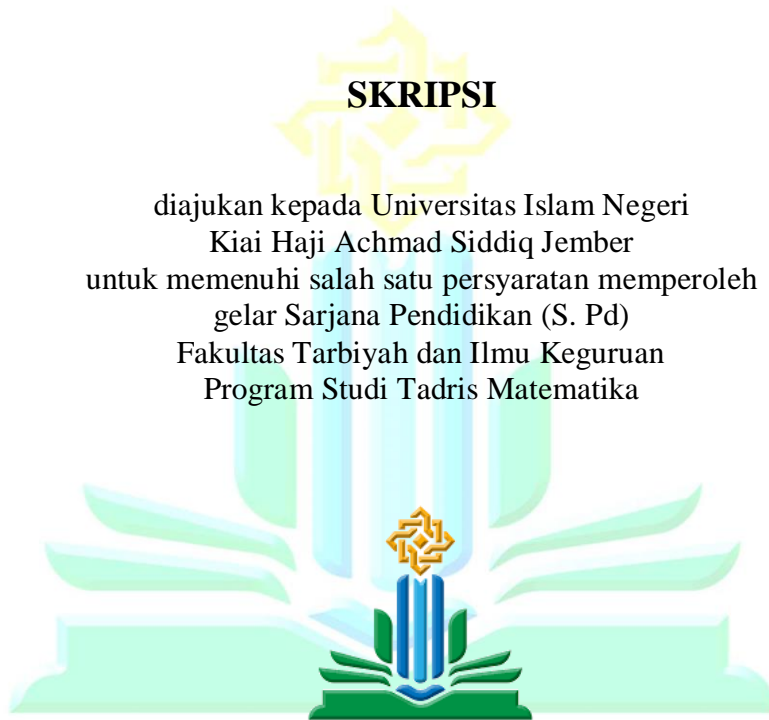 SKRIPSI
diajukan kepada Universitas Islam Negeri
Kiai Haji Achmad Siddiq Jember
untuk memenuhi salah satu persyaratan memperoleh
gelar Sarjana Pendidikan (S. Pd)
Fakultas Tarbiyah dan Ilmu Keguruan
Program Studi Tadris Matematika